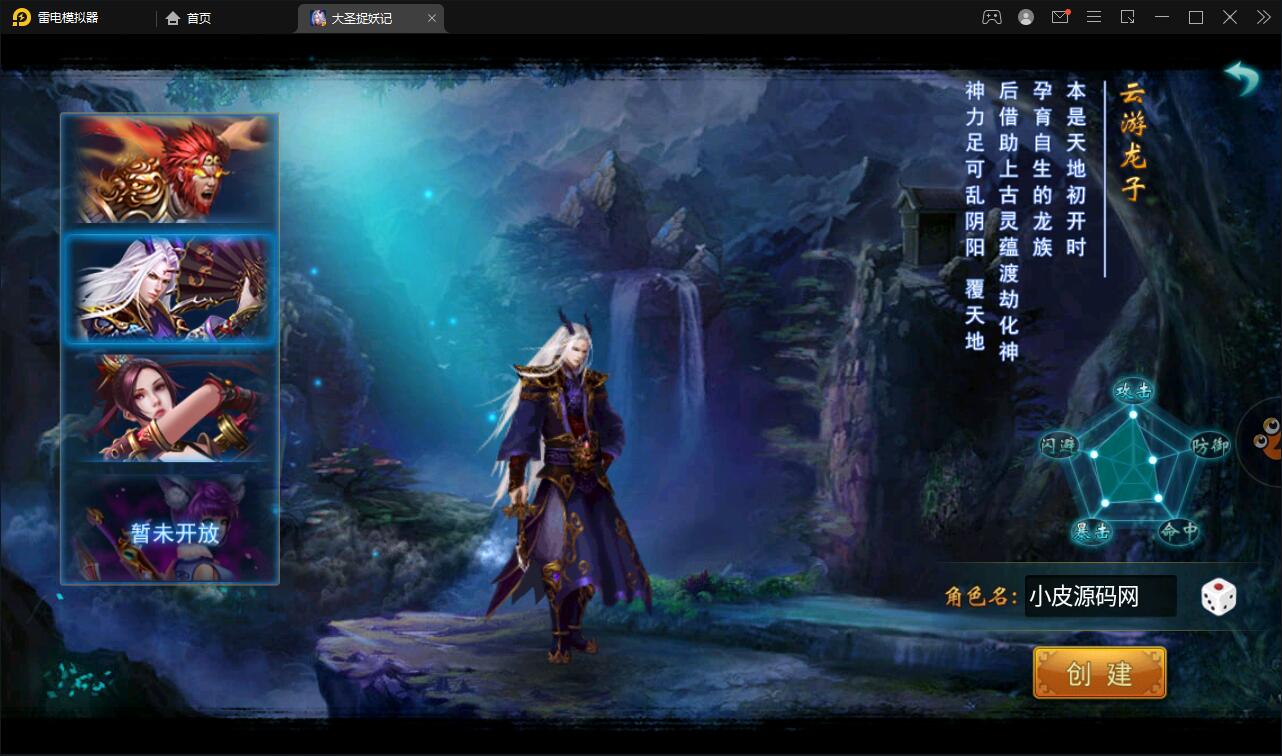 雷电模拟器
首页
大圣捉妖记
云游龙子
本是天地初开时
孕育自生的龙族
后借助上古灵蕴渡劫化神
神力足可乱阴阳 覆天地
暂未开放
攻击
闪避
防御
暴击
命中
角色名:
小皮源码网
创建